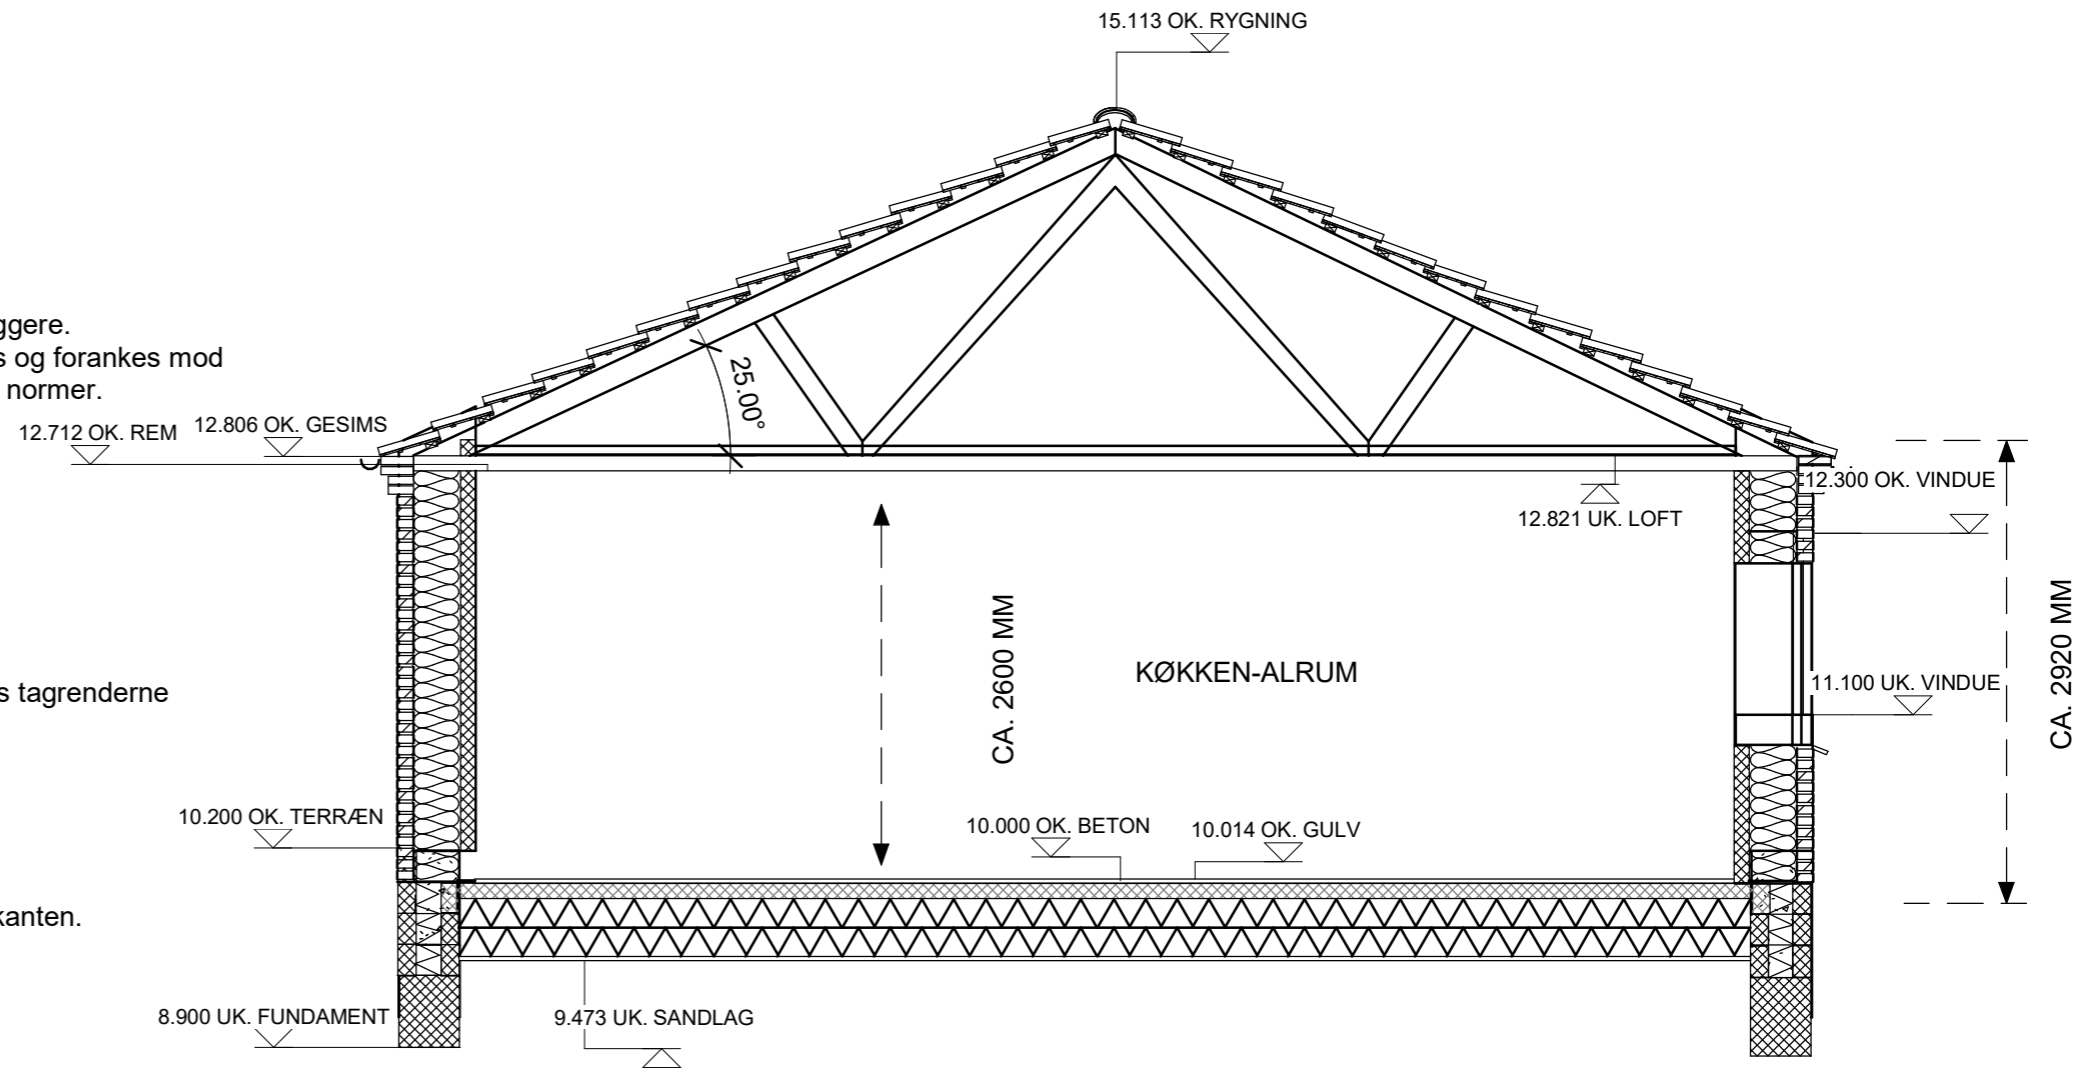 15.113 OK. RYGNING
ggere.
s og forankes mod
normer.
12.712 OK. REM
12.806 OK. GESIMS
25.00°
12.300 OK. VINDUE
12.821 UK. LOFT
CA. 2600 MM
KØKKEN-ALRUM
CA. 2920 MM
11.100 UK. VINDUE
s tagrenderne
10.200 OK. TERRÆN
10.000 OK. BETON
10.014 OK. GULV
kanten.
8.900 UK. FUNDAMENT
9.473 UK. SANDLAG